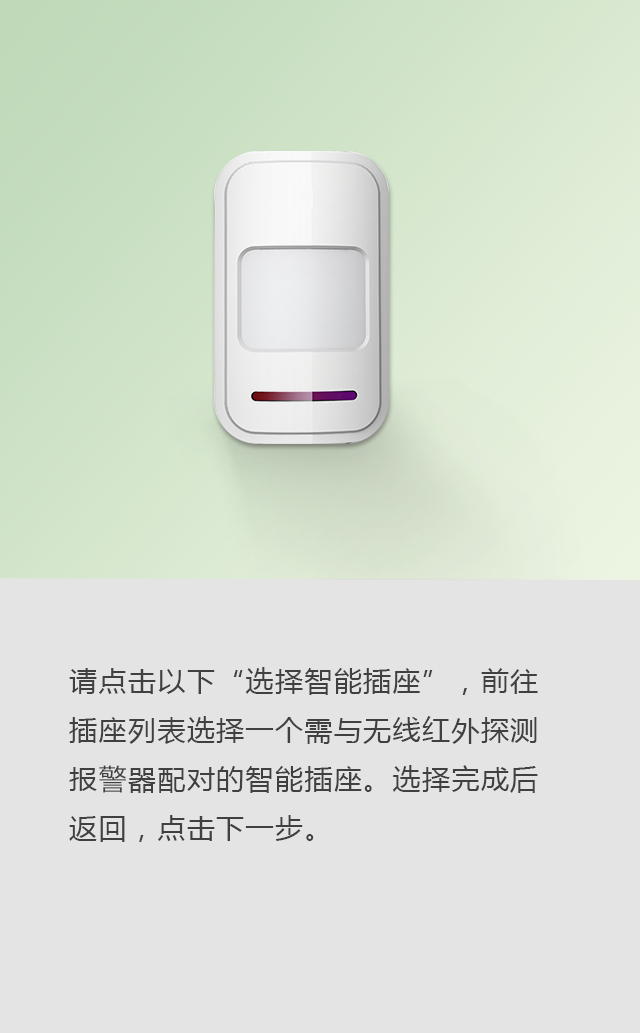 请点击以下“选择智能插座”，前往
插座列表选择一个需与无线红外探测
报警器配对的智能插座。选择完成后
返回，点击下一步。